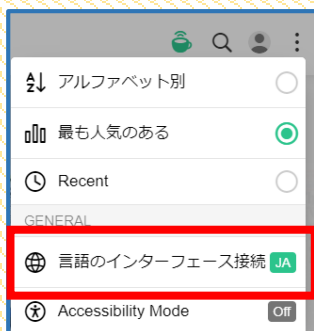 アルファベット別
最も人気のある
Recent
GENERAL
言語のインターフェース接続 JA
Accessibility Mode Off